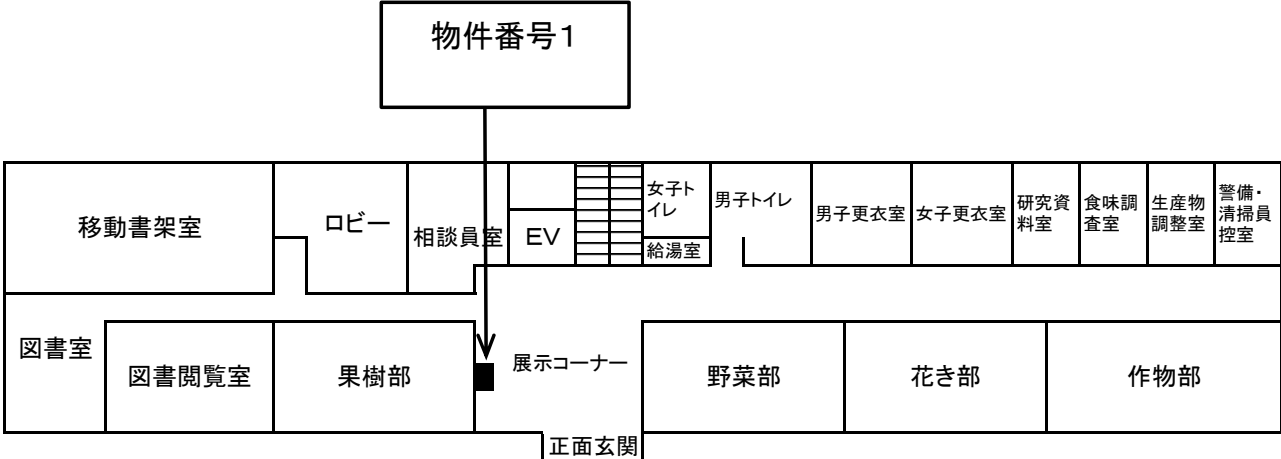 物件番号１
移動書架室
ロビー
相談員室
ＥＶ
女子ト
イレ
給湯室
男子トイレ
男子更衣室
女子更衣室
研究資
料室
食味調
査室
生産物
調整室
警備・
清掃員
控室
図書室
図書閲覧室
果樹部
展示コーナー
野菜部
花き部
作物部
正面玄関